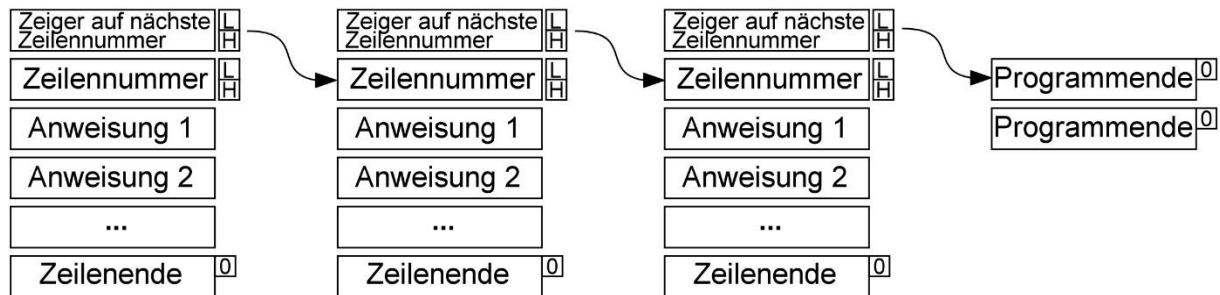 Zeiger auf nächste L
Zeilennummer H
Zeilennummer L
H
Anweisung 1
Anweisung 2
...
Zeilenende 0
Zeiger auf nächste L
Zeilennummer H
Zeilennummer L
H
Anweisung 1
Anweisung 2
...
Zeilenende 0
Zeiger auf nächste L
Zeilennummer H
Zeilennummer L
H
Anweisung 1
Anweisung 2
...
Zeilenende 0
Programmende 0
Programmende 0